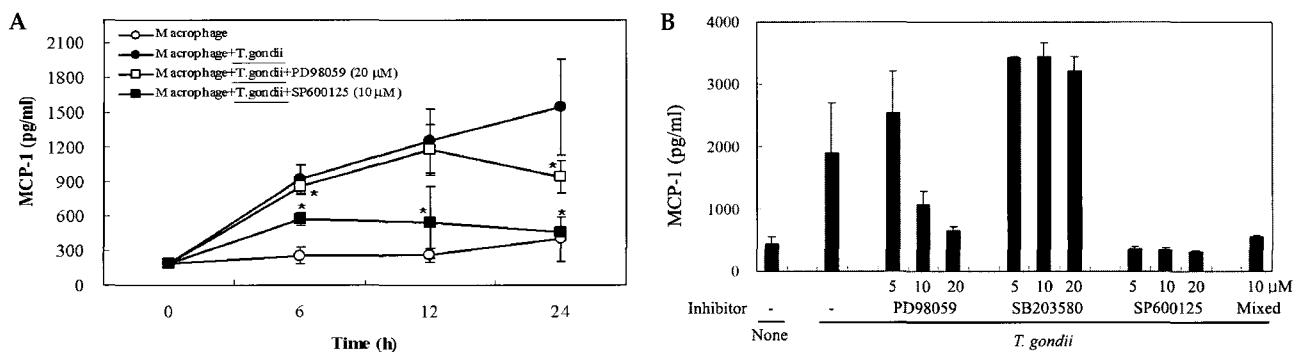 A
MCP-1 (pg/ml)
2100
1800
1500
1200
900
600
300
0
Macrophage
Macrophage+T.gondii
Macrophage+T.gondii+PD98059 (20 μM)
Macrophage+T.gondii+SP600125 (10 μM)
*
*
*
*
*
0 6 12 24
Time (h)
B
MCP-1 (pg/ml)
4000
3000
2000
1000
0
5 10 20 5 10 20 5 10 20 10 μM
Inhibitor - - PD98059 SB203580 SP600125 Mixed
None
T. gondii